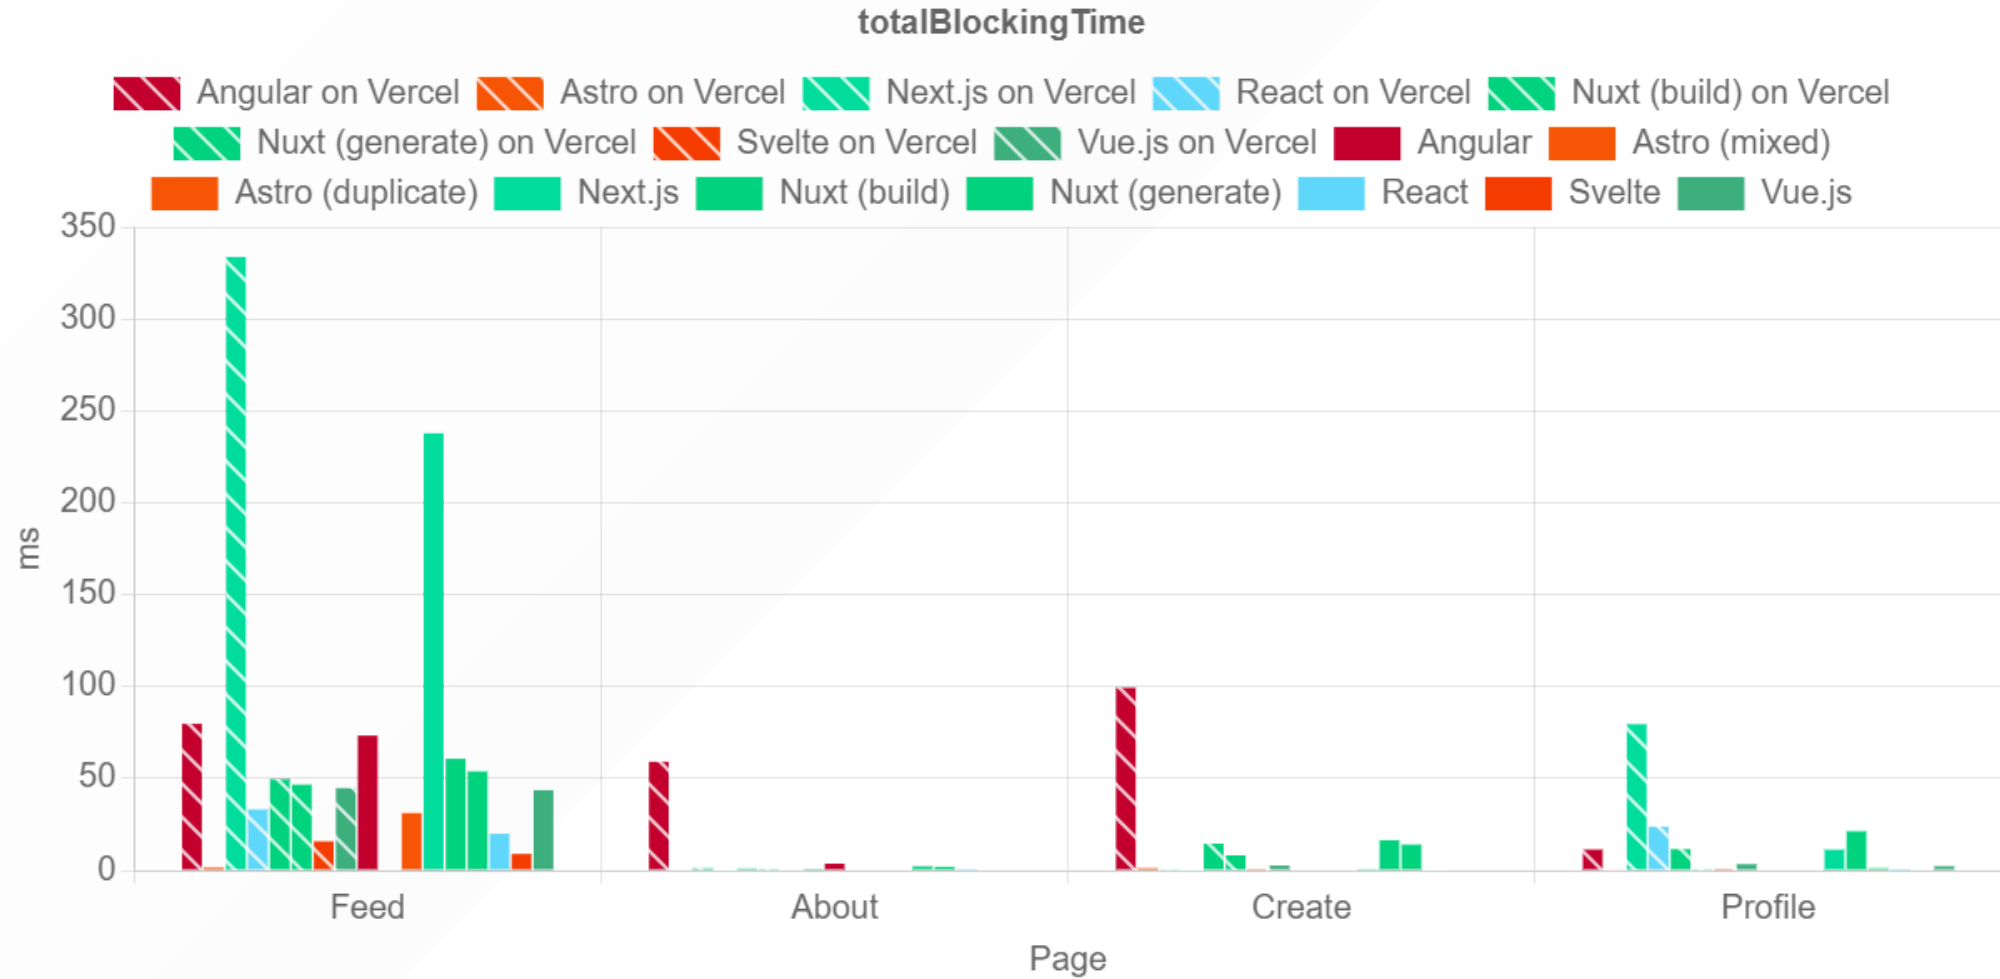 totalBlockingTime
Angular on Vercel Astro on Vercel Next.js on Vercel React on Vercel Nuxt (build) on Vercel
Nuxt (generate) on Vercel Svelte on Vercel Vue.js on Vercel Angular Astro (mixed)
Astro (duplicate) Next.js Nuxt (build) Nuxt (generate) React Svelte Vue.js
350
300
250
200
150
100
50
0
ms
Feed About Create Profile
Page